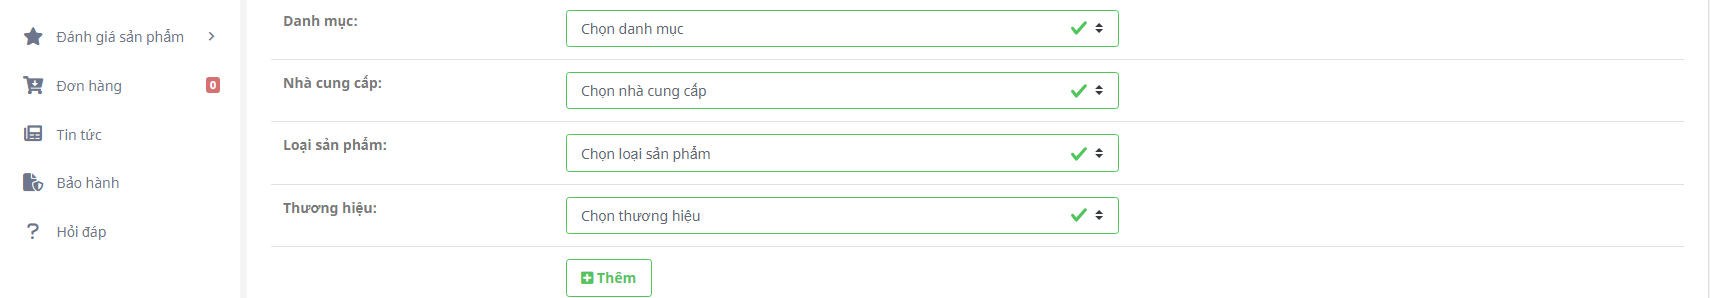 Đánh giá sản phẩm
Đơn hàng 0
Tin tức
Bảo hành
Hỏi đáp
Danh mục: Chọn danh mục
Nhà cung cấp: Chọn nhà cung cấp
Loại sản phẩm: Chọn loại sản phẩm
Thương hiệu: Chọn thương hiệu
Thêm